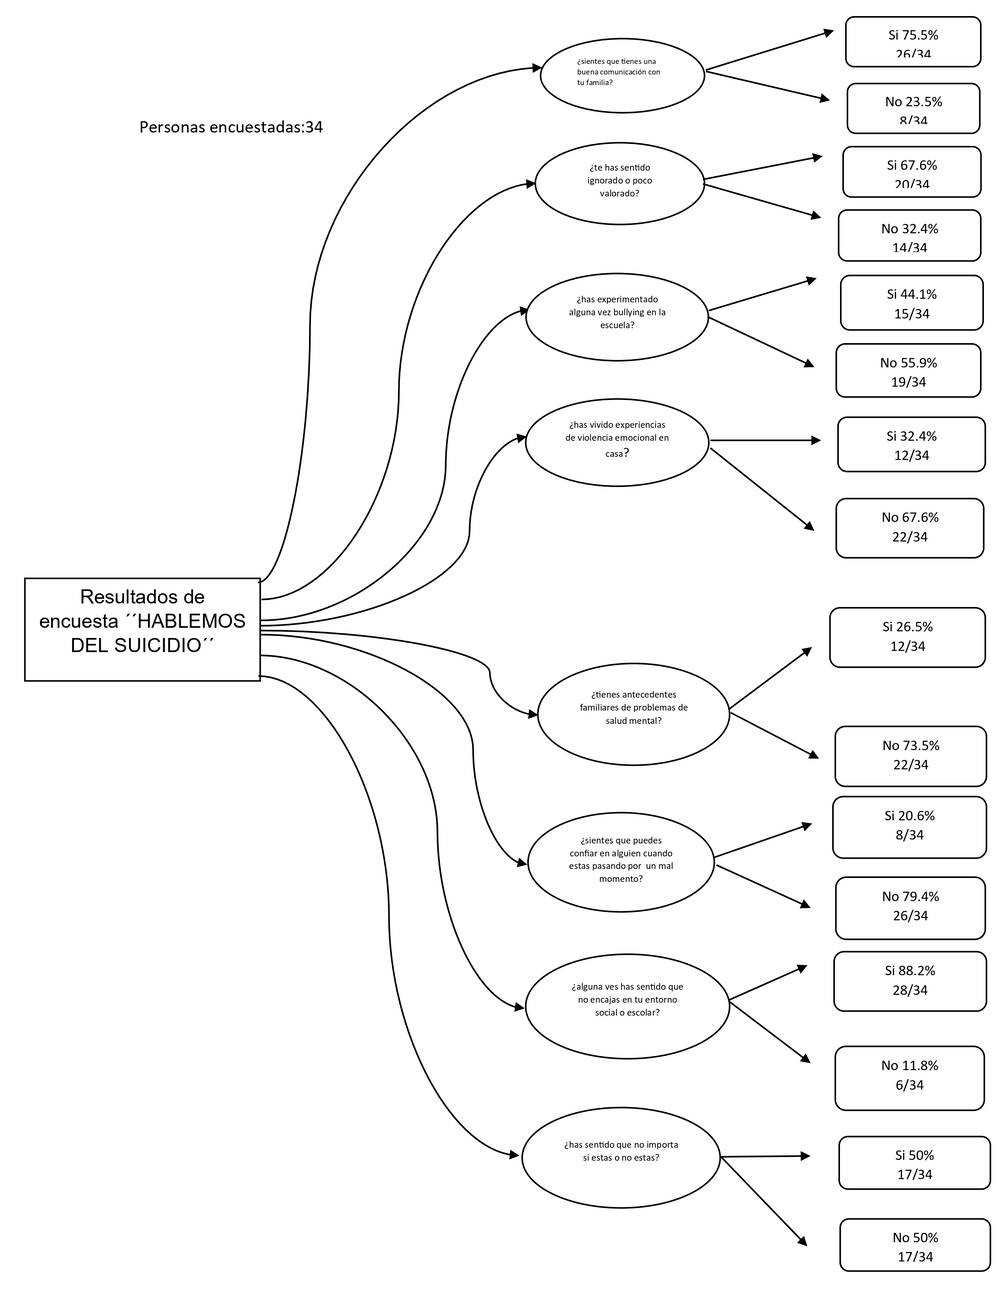 Personas encuestadas:34
Resultados de
encuesta ´´HABLEMOS
DEL SUICIDIO´´
¿sientes que tienes una
buena comunicación con
tu familia?
Si 75.5%
26/34
No 23.5%
8/34
¿te has sentido
ignorado o poco
valorado?
Si 67.6%
20/34
No 32.4%
14/34
¿has experimentado
alguna vez bullying en la
escuela?
Si 44.1%
15/34
No 55.9%
19/34
¿has vivido experiencias
de violencia emocional en
casa?
Si 32.4%
12/34
No 67.6%
22/34
¿tienes antecedentes
familiares de problemas de
salud mental?
Si 26.5%
12/34
No 73.5%
22/34
¿sientes que puedes
confiar en alguien cuando
estas pasando por  un mal
momento?
Si 20.6%
8/34
No 79.4%
26/34
¿alguna ves has sentido que
no encajas en tu entorno
social o escolar?
Si 88.2%
28/34
No 11.8%
6/34
¿has sentido que no importa
si estas o no estas?
Si 50%
17/34
No 50%
17/34